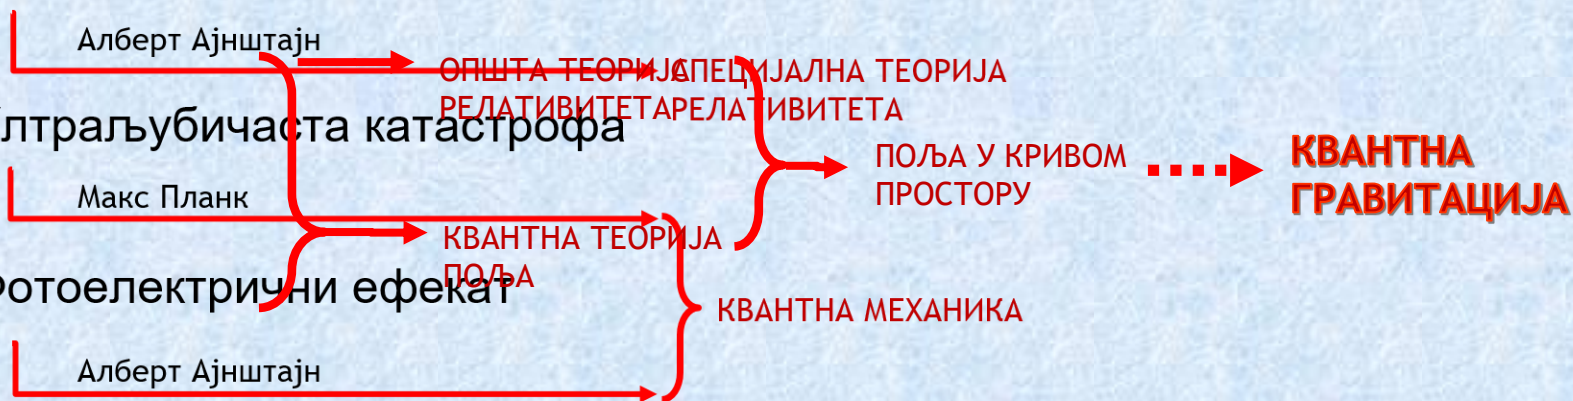 Алберт Ајнштајн
ОПШТА ТЕОРИЈА
РЕЛАТИВИТЕТА
СПЕЦИЈАЛНА ТЕОРИЈА
РЕЛАТИВИТЕТА
лтраљубичаста катастрофа
ПОЉА У КРИВОМ
ПРОСТОРУ
КВАНТНА
ГРАВИТАЦИЈА
Макс Планк
КВАНТНА ТЕОРИЈА
ПОЉА
Фотоелектрични ефекат
КВАНТНА МЕХАНИКА
Алберт Ајнштајн